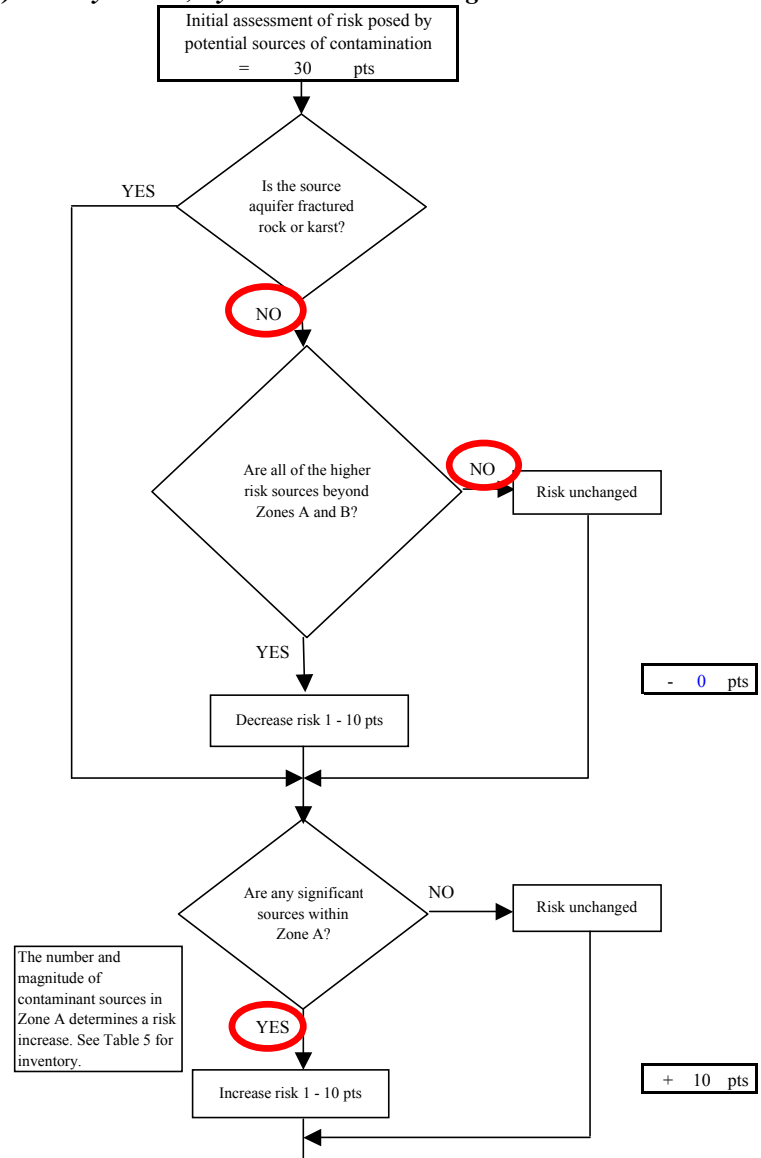 Initial assessment of risk posed by
potential sources of contamination
= 30 pts
YES
Is the source
aquifer fractured
rock or karst?
NO
Are all of the higher
risk sources beyond
Zones A and B?
NO
Risk unchanged
YES
- 0 pts
Decrease risk 1 - 10 pts
Are any significant
sources within
Zone A?
NO
Risk unchanged
The number and
magnitude of
contaminant sources in
Zone A determines a risk
increase. See Table 5 for
inventory.
YES
Increase risk 1 - 10 pts
+ 10 pts